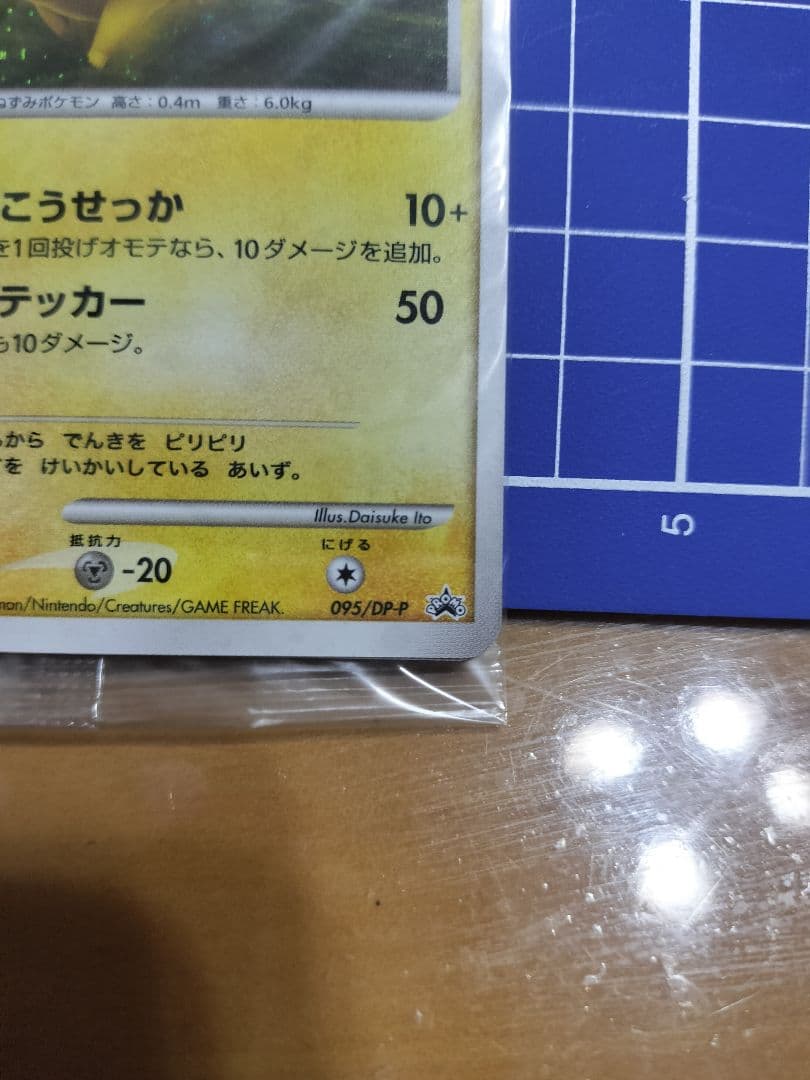 ねずみポケモン 高さ：0.4m 重さ：6.0kg
こうせっか 10+
を1回投げオモテなら、10ダメージを追加。
テッカー 50
も10ダメージ。
から でんきを ピリピリ
を けいかいしている あいず。
Illus.Daisuke Ito
抵抗力 にげる
-20
mon/Nintendo/Creatures/GAME FREAK. 095/DP-P
5